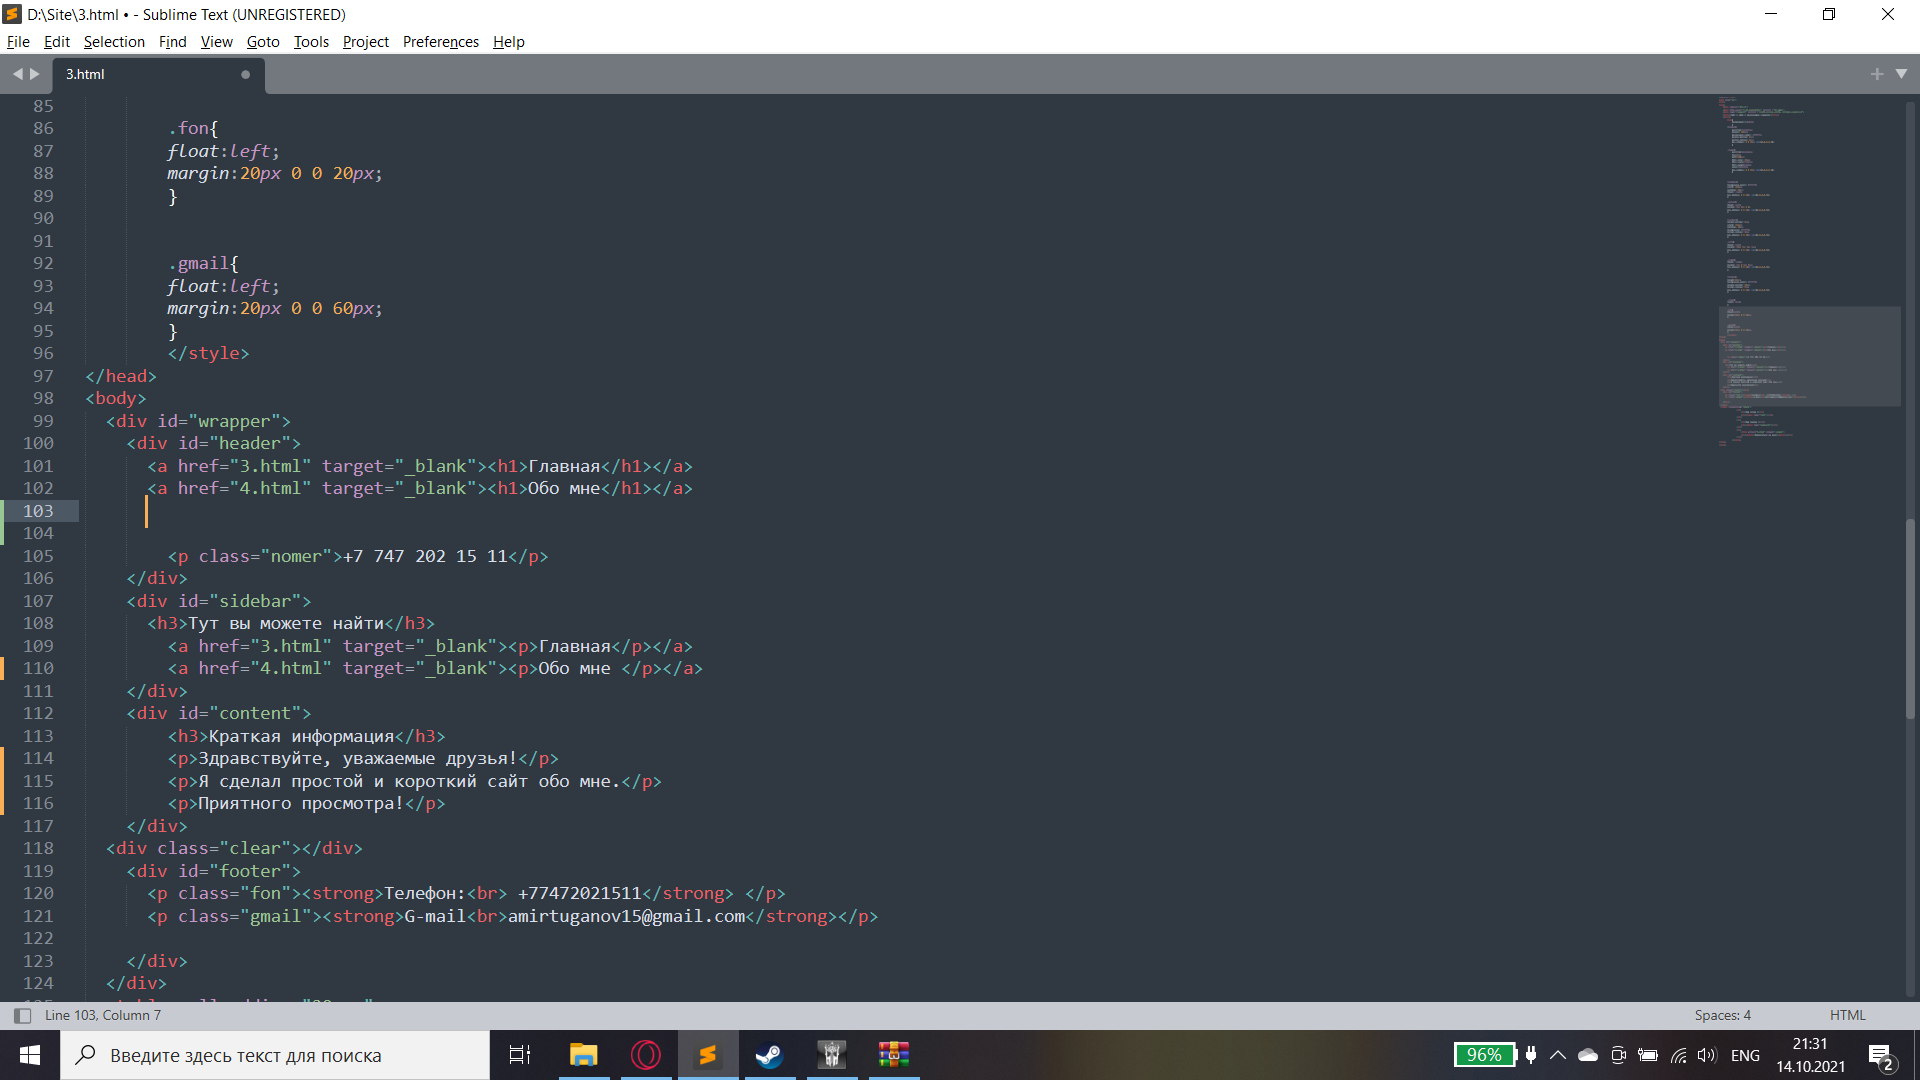 D:\Site\3.html • - Sublime Text (UNREGISTERED)
File Edit Selection Find View Goto Tools Project Preferences Help
3.html
85
86 .fon{
87 float:left;
88 margin:20px 0 0 20px;
89 }
90
91
92 .gmail{
93 float:left;
94 margin:20px 0 0 60px;
95 }
96 </style>
97 </head>
98 <body>
99 <div id="wrapper">
100 <div id="header">
101 <a href="3.html" target="_blank"><h1>Главная</h1></a>
102 <a href="4.html" target="_blank"><h1>Обо мне</h1></a>
103
104
105 <p class="nomer">+7 747 202 15 11</p>
106 </div>
107 <div id="sidebar">
108 <h3>Тут вы можете найти</h3>
109 <a href="3.html" target="_blank"><p>Главная</p></a>
110 <a href="4.html" target="_blank"><p>Обо мне </p></a>
111 </div>
112 <div id="content">
113 <h3>Краткая информация</h3>
114 <p>Здравствуйте, уважаемые друзья!</p>
115 <p>Я сделал простой и короткий сайт обо мне.</p>
116 <p>Приятного просмотра!</p>
117 </div>
118 <div class="clear"></div>
119 <div id="footer">
120 <p class="fon"><strong>Телефон:<br> +77472021511</strong> </p>
121 <p class="gmail"><strong>G-mail<br>amirtuganov15@gmail.com</strong></p>
122
123 </div>
124 </div>
Line 103, Column 7 Spaces: 4 HTML
Введите здесь текст для поиска
96% ENG 21:31
14.10.2021
2